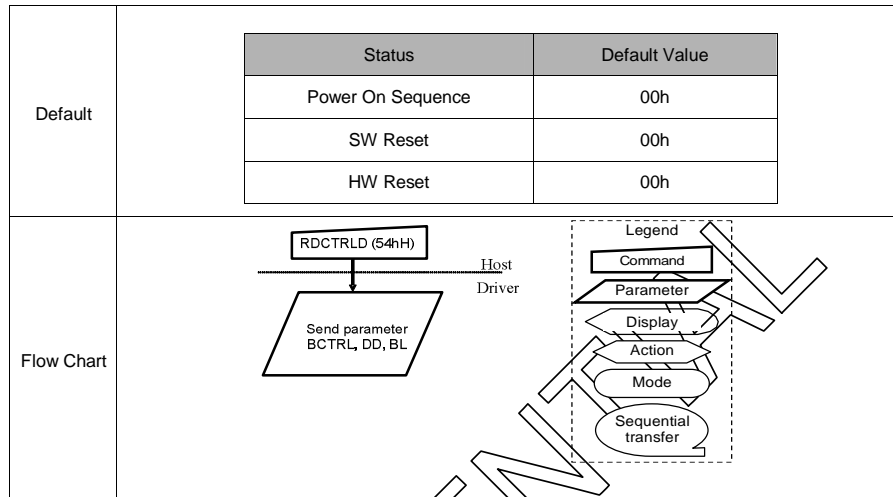 Default
Status Default Value
Power On Sequence 00h
SW Reset 00h
HW Reset 00h
Flow Chart
RDCTRLD (54hH)
Host
Driver
Send parameter
BCTRL, DD, BL
Legend
Command
Parameter
Display
Action
Mode
Sequential
transfer